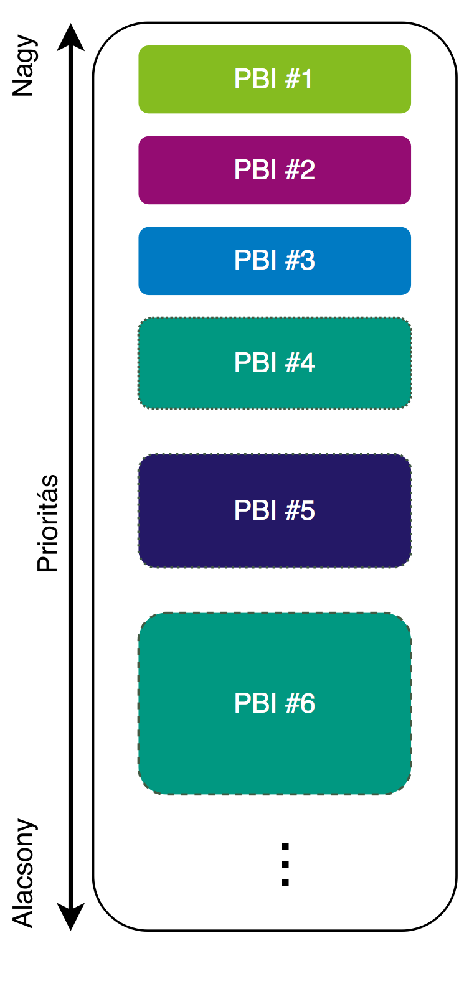 Nagy
PBI #1
PBI #2
PBI #3
PBI #4
Prioritás
PBI #5
PBI #6
Alacsony